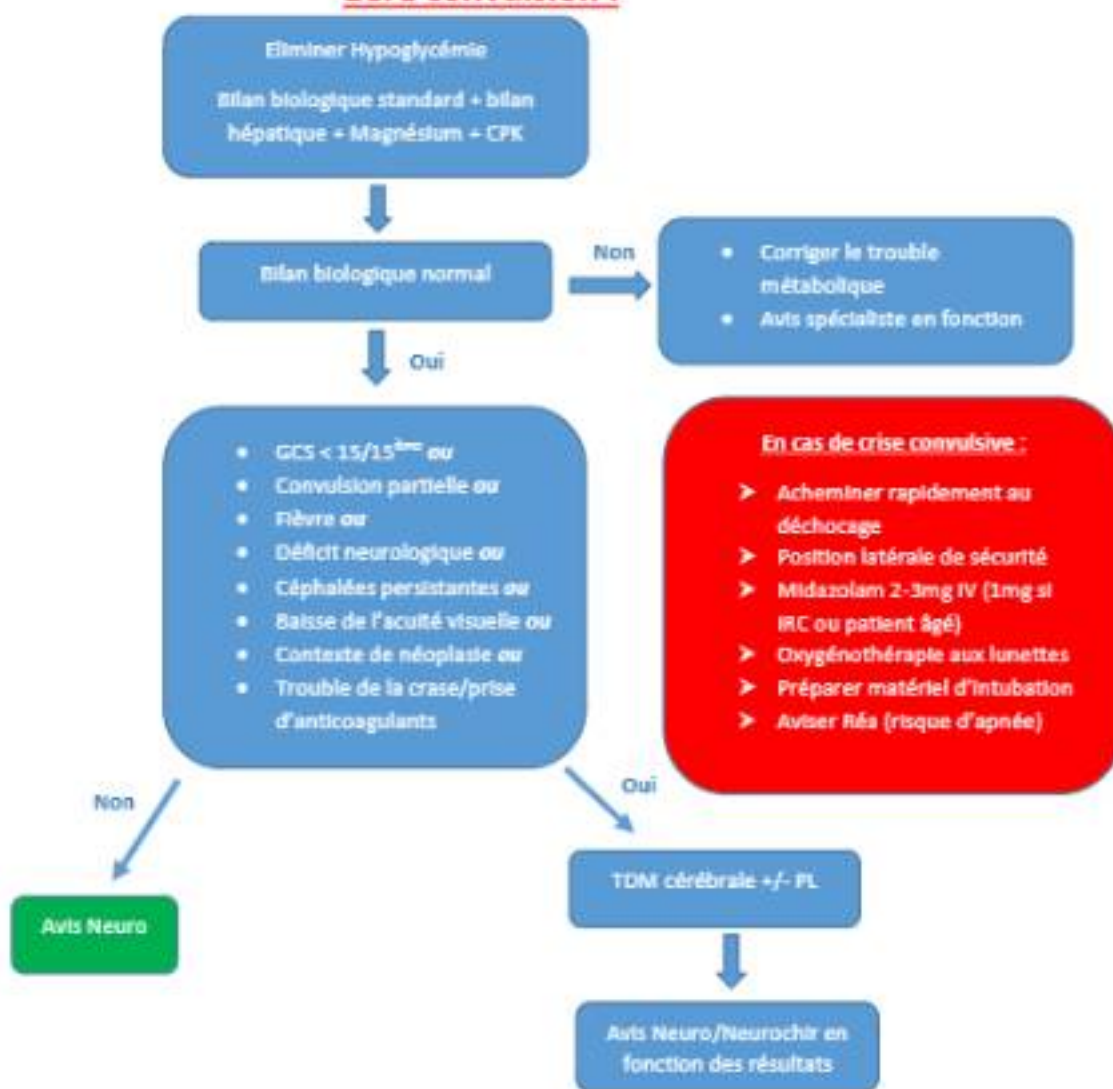 convulsion :
Eliminer Hypoglycémie
Bilan biologique standard + bilan
hépatique + Magnésium + CPK
Bilan biologique normal
Non
• Corriger le trouble
métabolique
• Avis spécialiste en fonction
Oui
• GCS < 15/15ème ou
• Convulsion partielle ou
• Fièvre ou
• Déficit neurologique ou
• Céphalées persistantes ou
• Baisse de l'acuité visuelle ou
• Contexte de néoplasie ou
• Trouble de la crase/prise
d'anticoagulants
En cas de crise convulsive :
➤ Acheminer rapidement au
déchocage
➤ Position latérale de sécurité
➤ Midazolam 2-3mg IV (1mg si
IRC ou patient âgé)
➤ Oxygénothérapie aux lunettes
➤ Préparer matériel d'intubation
➤ Aviser Réa (risque d'apnée)
Non
Oui
Avis Neuro
TDM cérébrale +/- PL
Avis Neuro/Neurochir en
fonction des résultats